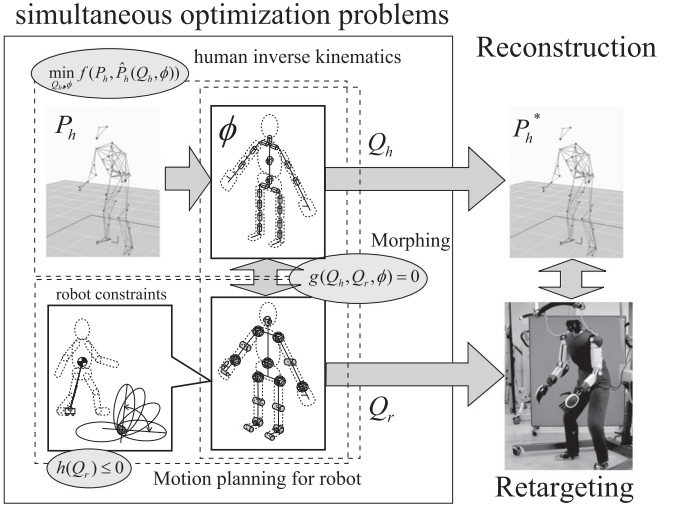 simultaneous optimization problems
human inverse kinematics
Reconstruction
min f(P_h, P̂_h(Q_h, ϕ))
Q_h, ϕ
P_h
ϕ
Q_h
P_h*
Morphing
g(Q_h, Q_r, ϕ) = 0
robot constraints
Q_r
h(Q_r) ≤ 0
Motion planning for robot
Retargeting